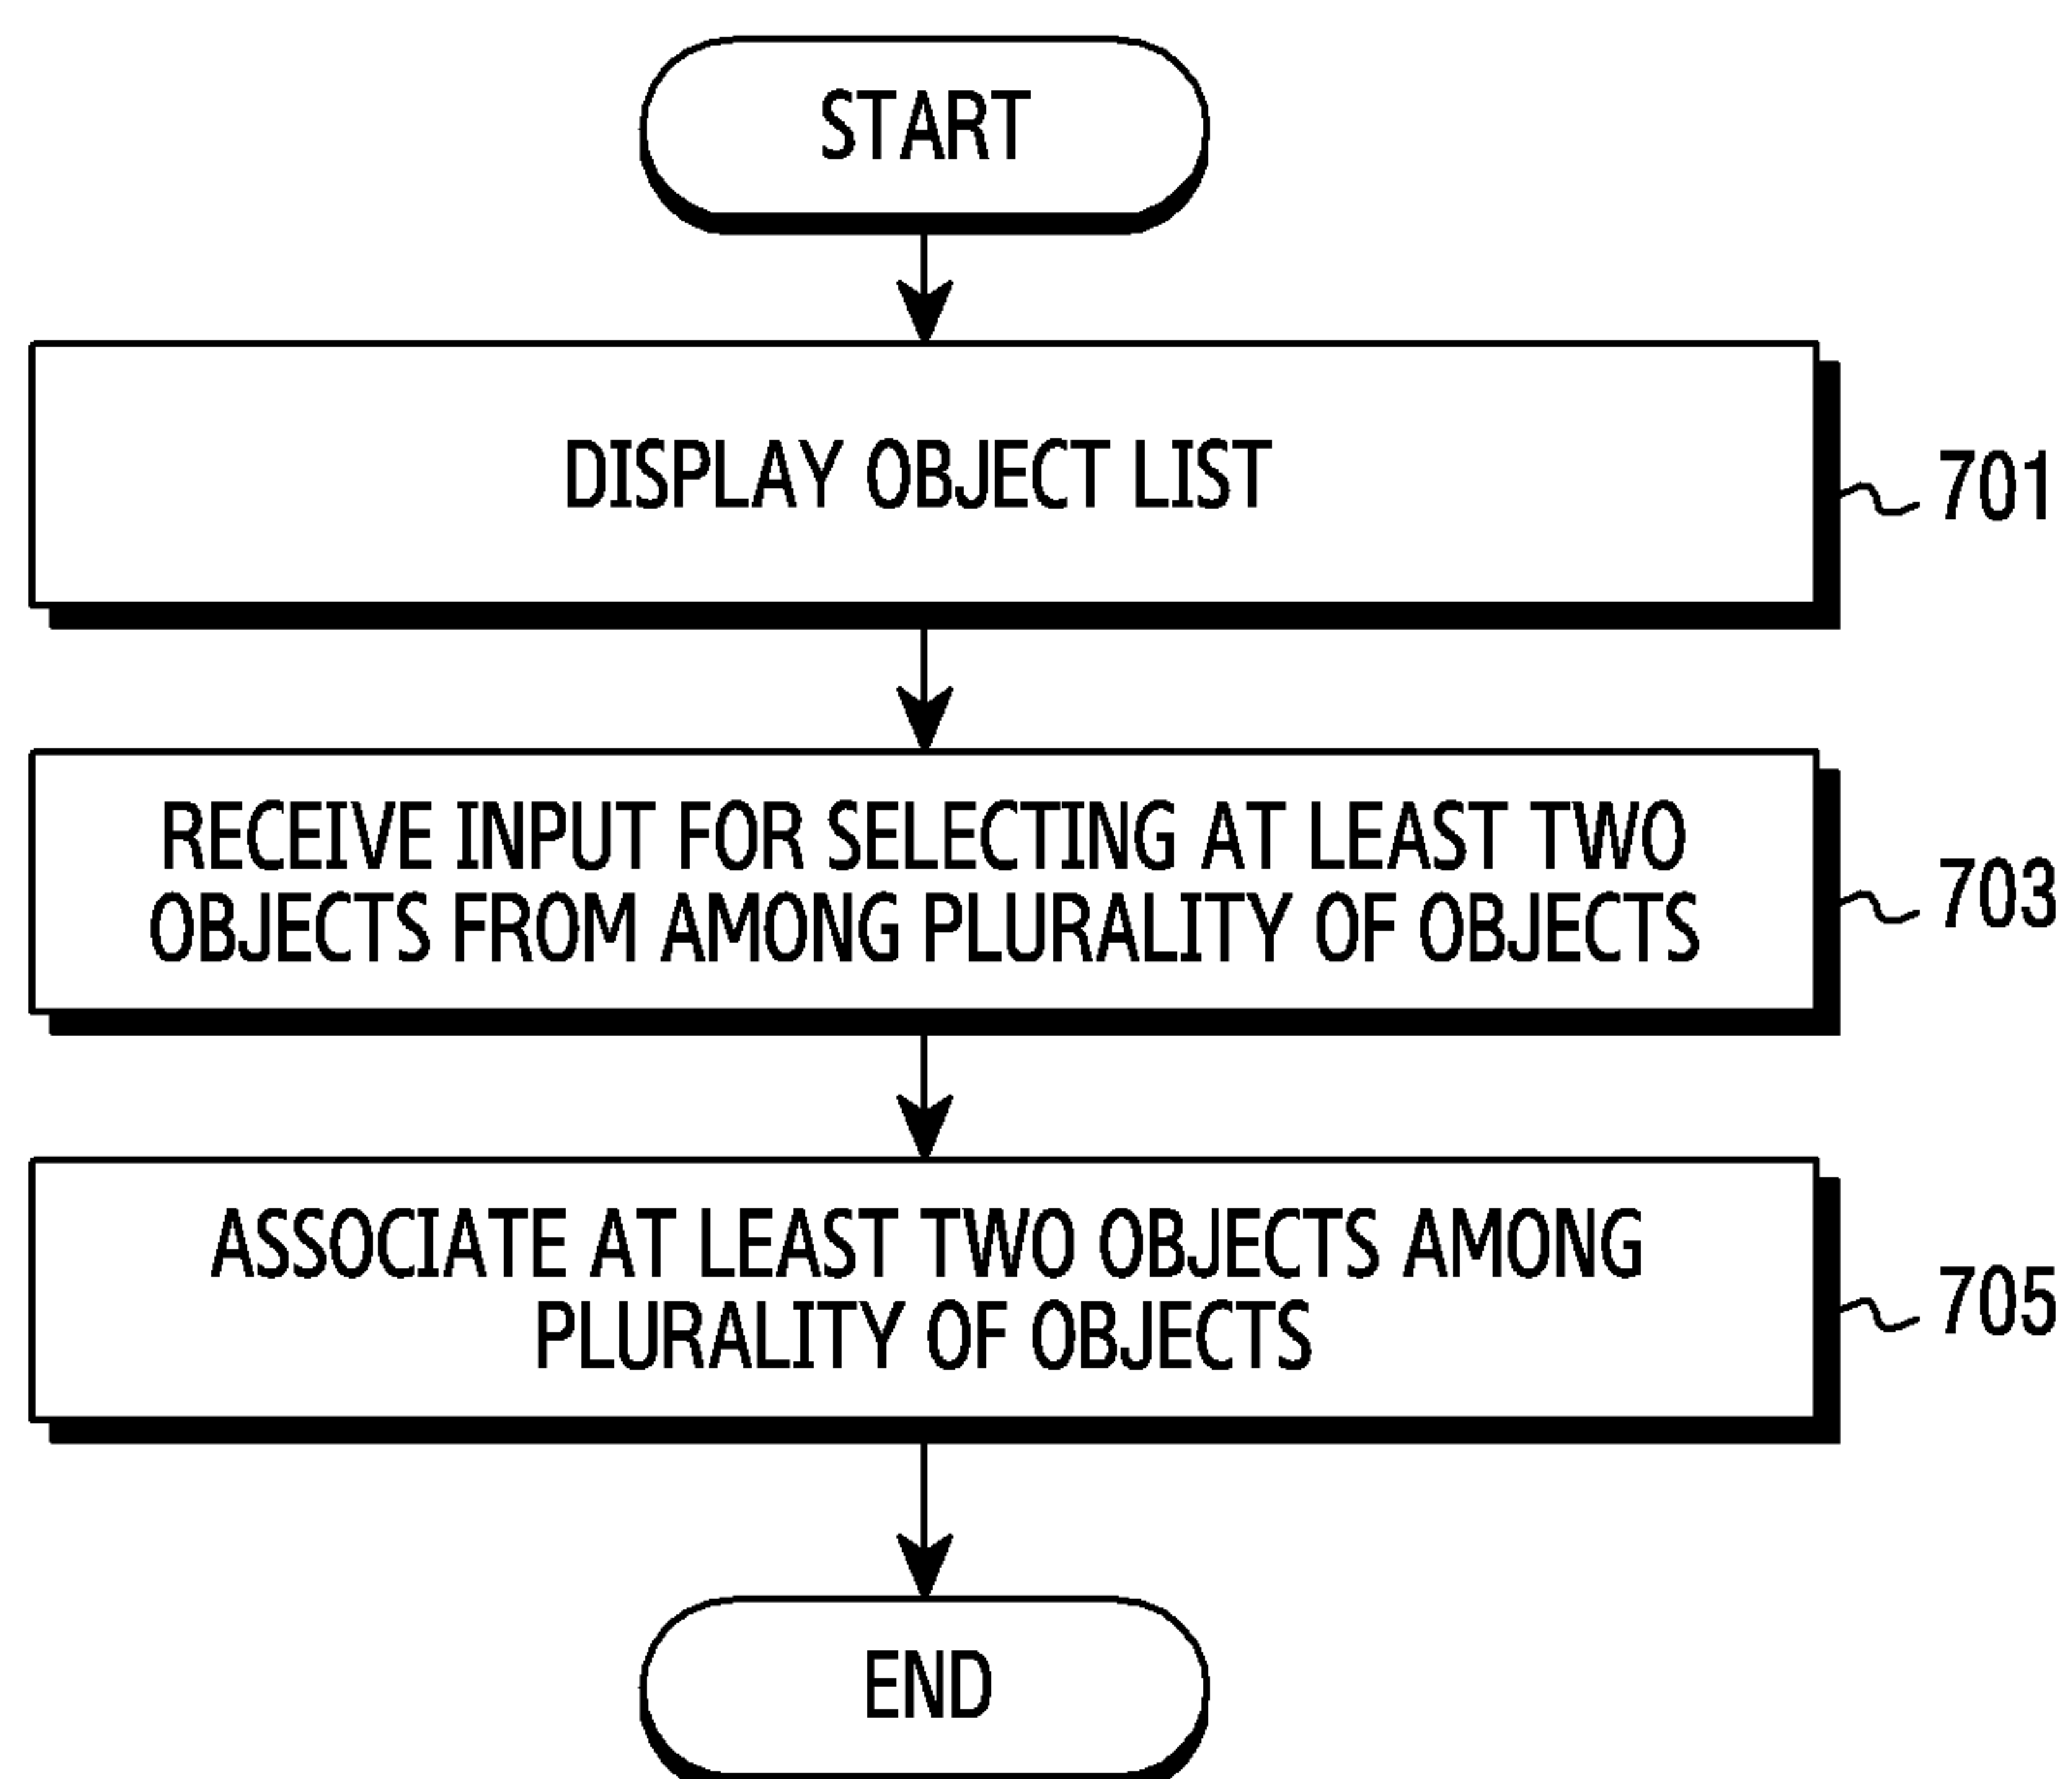 START
DISPLAY OBJECT LIST
701
RECEIVE INPUT FOR SELECTING AT LEAST TWO
OBJECTS FROM AMONG PLURALITY OF OBJECTS
703
ASSOCIATE AT LEAST TWO OBJECTS AMONG
PLURALITY OF OBJECTS
705
END